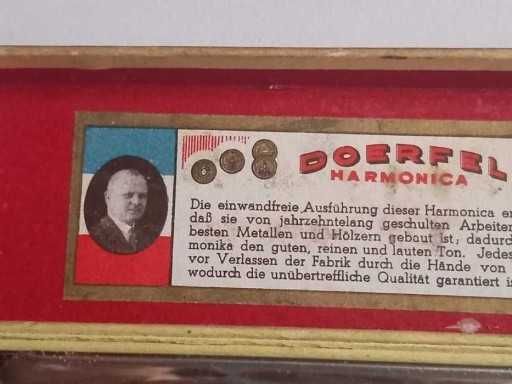 DOERFEL
HARMONICA
Die einwandfreie Ausführung dieser Harmonica
daß sie von jahrzehntelang geschulten Arbeiter
besten Metallen und Hölzern gebaut ist; dadurch
monika den guten, reinen und lauten Ton. Jedes
vor Verlassen der Fabrik durch die Hände von
wodurch die unübertreffliche Qualität garantiert